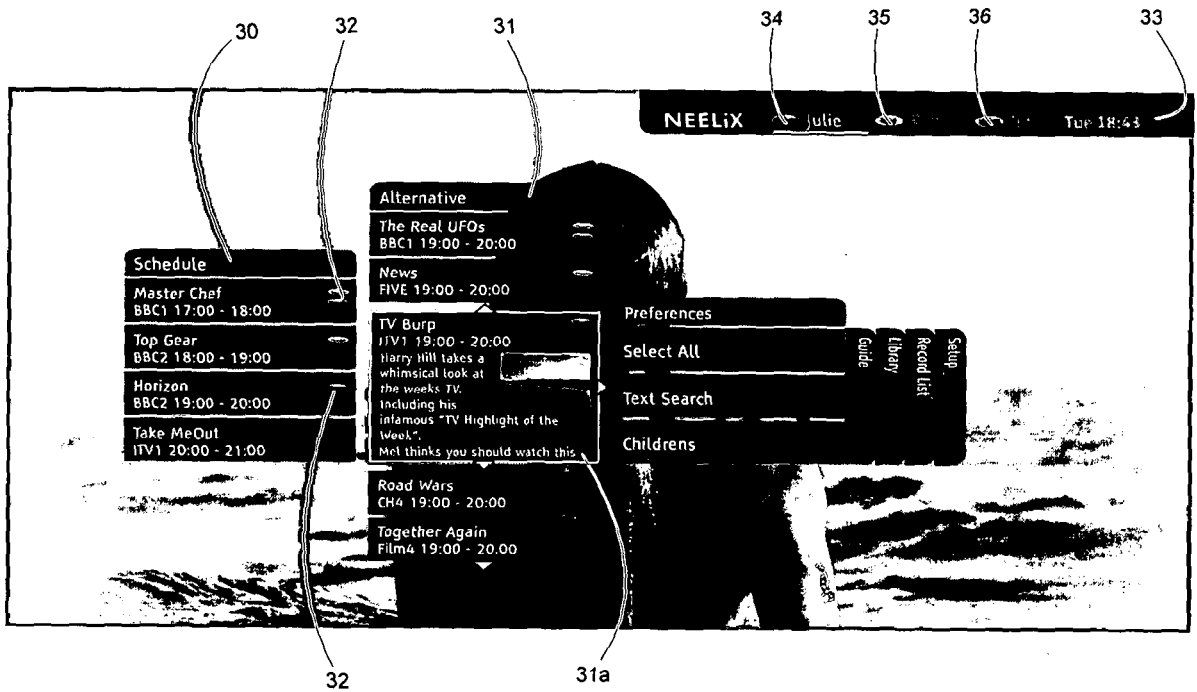 30
32
31
34
35
36
33
NEELiX
Julie
Tue 18:43
Alternative
The Real UFOs
BBC1 19:00 - 20:00
News
FIVE 19:00 - 20:00
Schedule
Master Chef
BBC1 17:00 - 18:00
Top Gear
BBC2 18:00 - 19:00
Horizon
BBC2 19:00 - 20:00
Take MeOut
ITV1 20:00 - 21:00
TV Burp
ITV1 19:00 - 20:00
Harry Hill takes a
whimsical look at
the weeks TV.
Including his
infamous "TV Highlight of the
Week".
Mel thinks you should watch this
Road Wars
CH4 19:00 - 20:00
Together Again
Film4 19:00 - 20.00
Preferences
Select All
Text Search
Childrens
Guide
Library
Record List
Setup
32
31a